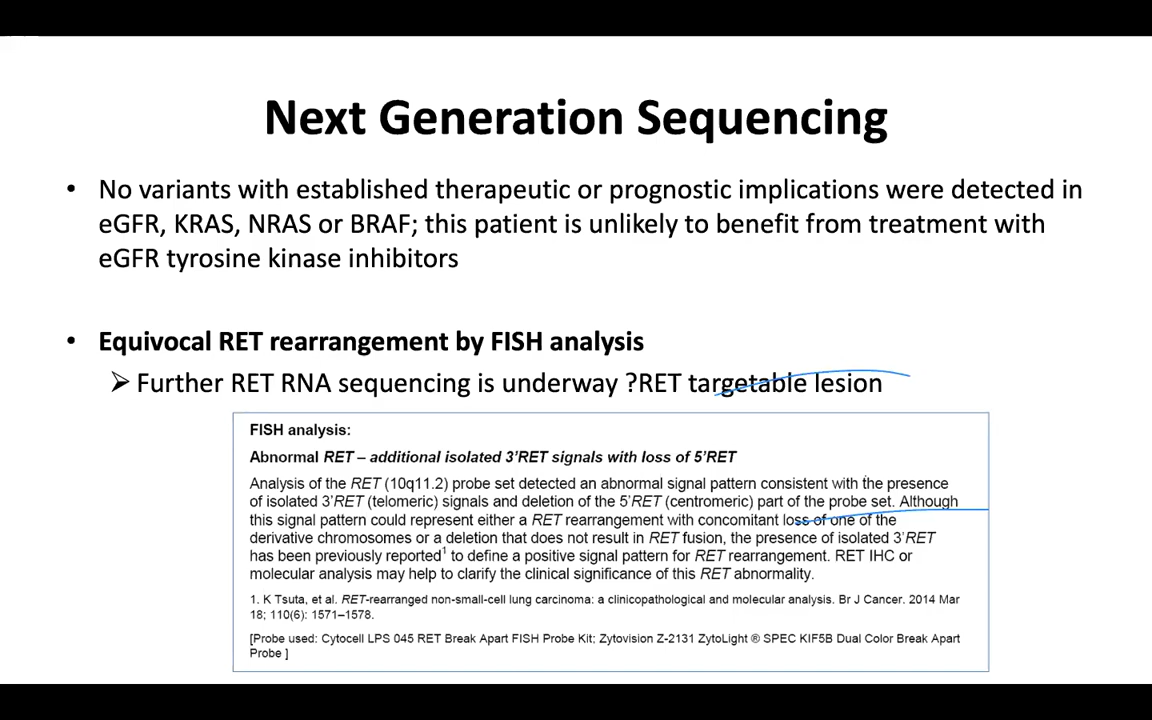 Next Generation Sequencing
• No variants with established therapeutic or prognostic implications were detected in
eGFR, KRAS, NRAS or BRAF; this patient is unlikely to benefit from treatment with
eGFR tyrosine kinase inhibitors
• Equivocal RET rearrangement by FISH analysis
➢ Further RET RNA sequencing is underway ?RET targetable lesion
FISH analysis:
Abnormal RET – additional isolated 3'RET signals with loss of 5'RET
Analysis of the RET (10q11.2) probe set detected an abnormal signal pattern consistent with the presence
of isolated 3'RET (telomeric) signals and deletion of the 5'RET (centromeric) part of the probe set. Although
this signal pattern could represent either a RET rearrangement with concomitant loss of one of the
derivative chromosomes or a deletion that does not result in RET fusion, the presence of isolated 3'RET
has been previously reported1 to define a positive signal pattern for RET rearrangement. RET IHC or
molecular analysis may help to clarify the clinical significance of this RET abnormality.
1. K Tsuta, et al. RET-rearranged non-small-cell lung carcinoma: a clinicopathological and molecular analysis. Br J Cancer. 2014 Mar
18; 110(6): 1571–1578.
[Probe used: Cytocell LPS 045 RET Break Apart FISH Probe Kit; Zytovision Z-2131 ZytoLight ® SPEC KIF5B Dual Color Break Apart
Probe ]